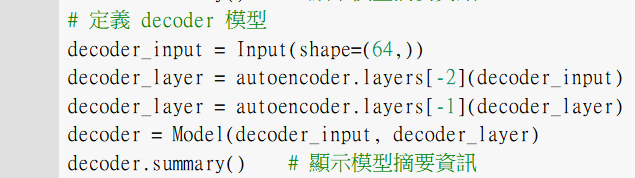 # 定義 decoder 模型
decoder_input = Input(shape=(64,))
decoder_layer = autoencoder.layers[-2](decoder_input)
decoder_layer = autoencoder.layers[-1](decoder_layer)
decoder = Model(decoder_input, decoder_layer)
decoder.summary()    # 顯示模型摘要資訊